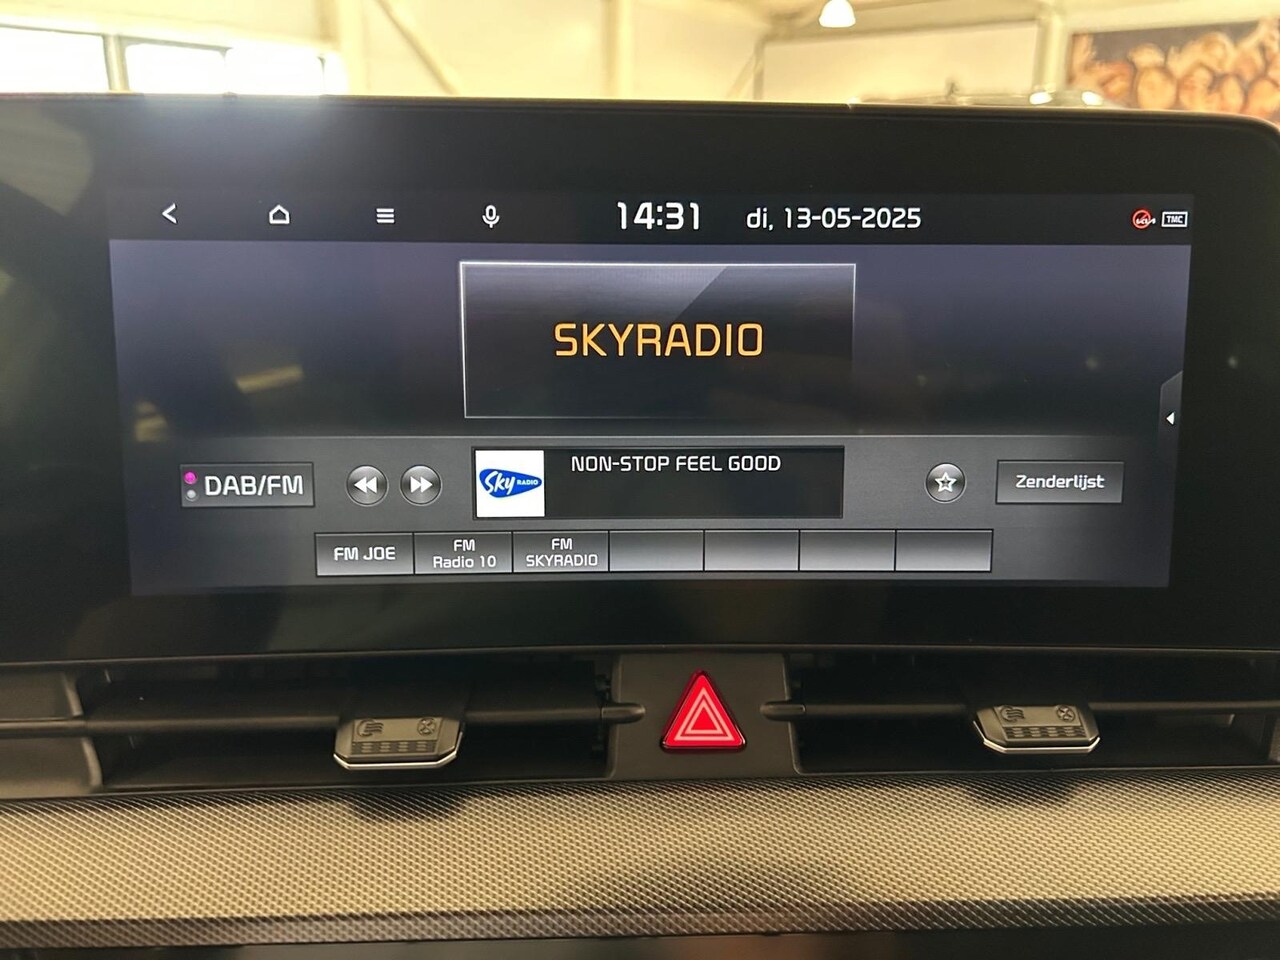 14:31 di, 13-05-2025 TMC
SKYRADIO
DAB/FM
Sky RADIO
NON-STOP FEEL GOOD
Zenderlijst
FM JOE
FM
Radio 10
FM
SKYRADIO